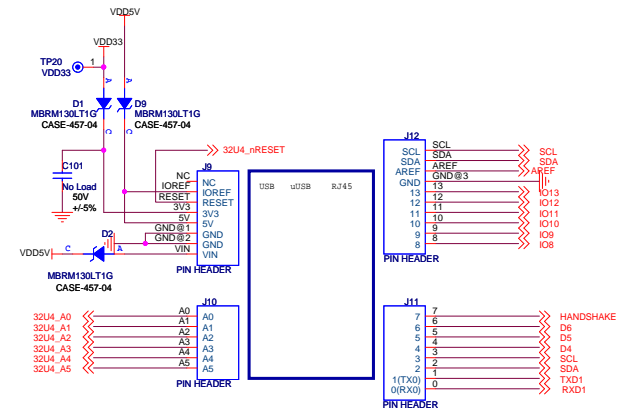 VDD5V
VDD33
TP20
VDD33
1
A
A
D1
MBRM130LT1G
CASE-457-04
D9
MBRM130LT1G
CASE-457-04
C
C
C101
No Load
50V
+/-5%
32U4_nRESET
J9
NC
IOREF
RESET
3V3
5V
GND@1
GND@2
VIN
NC
IOREF
RESET
3V3
5V
GND
GND
VIN
PIN HEADER
D2
VDD5V
C
A
MBRM130LT1G
CASE-457-04
USB uUSB RJ45
J12
SCL
SDA
AREF
GND
13
12
11
10
9
8
SCL
SDA
AREF
GND@3
13
12
11
10
9
8
SCL
SDA
AREF
IO13
IO12
IO11
IO10
IO9
IO8
PIN HEADER
J10
32U4_A0
32U4_A1
32U4_A2
32U4_A3
32U4_A4
32U4_A5
A0
A1
A2
A3
A4
A5
A0
A1
A2
A3
A4
A5
PIN HEADER
J11
7
6
5
4
3
2
1(TX0)
0(RX0)
7
6
5
4
3
2
1
0
HANDSHAKE
D6
D5
D4
SCL
SDA
TXD1
RXD1
PIN HEADER